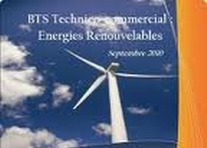 BTS Technico-commercial :
Energies Renouvelables
Septembre 2010